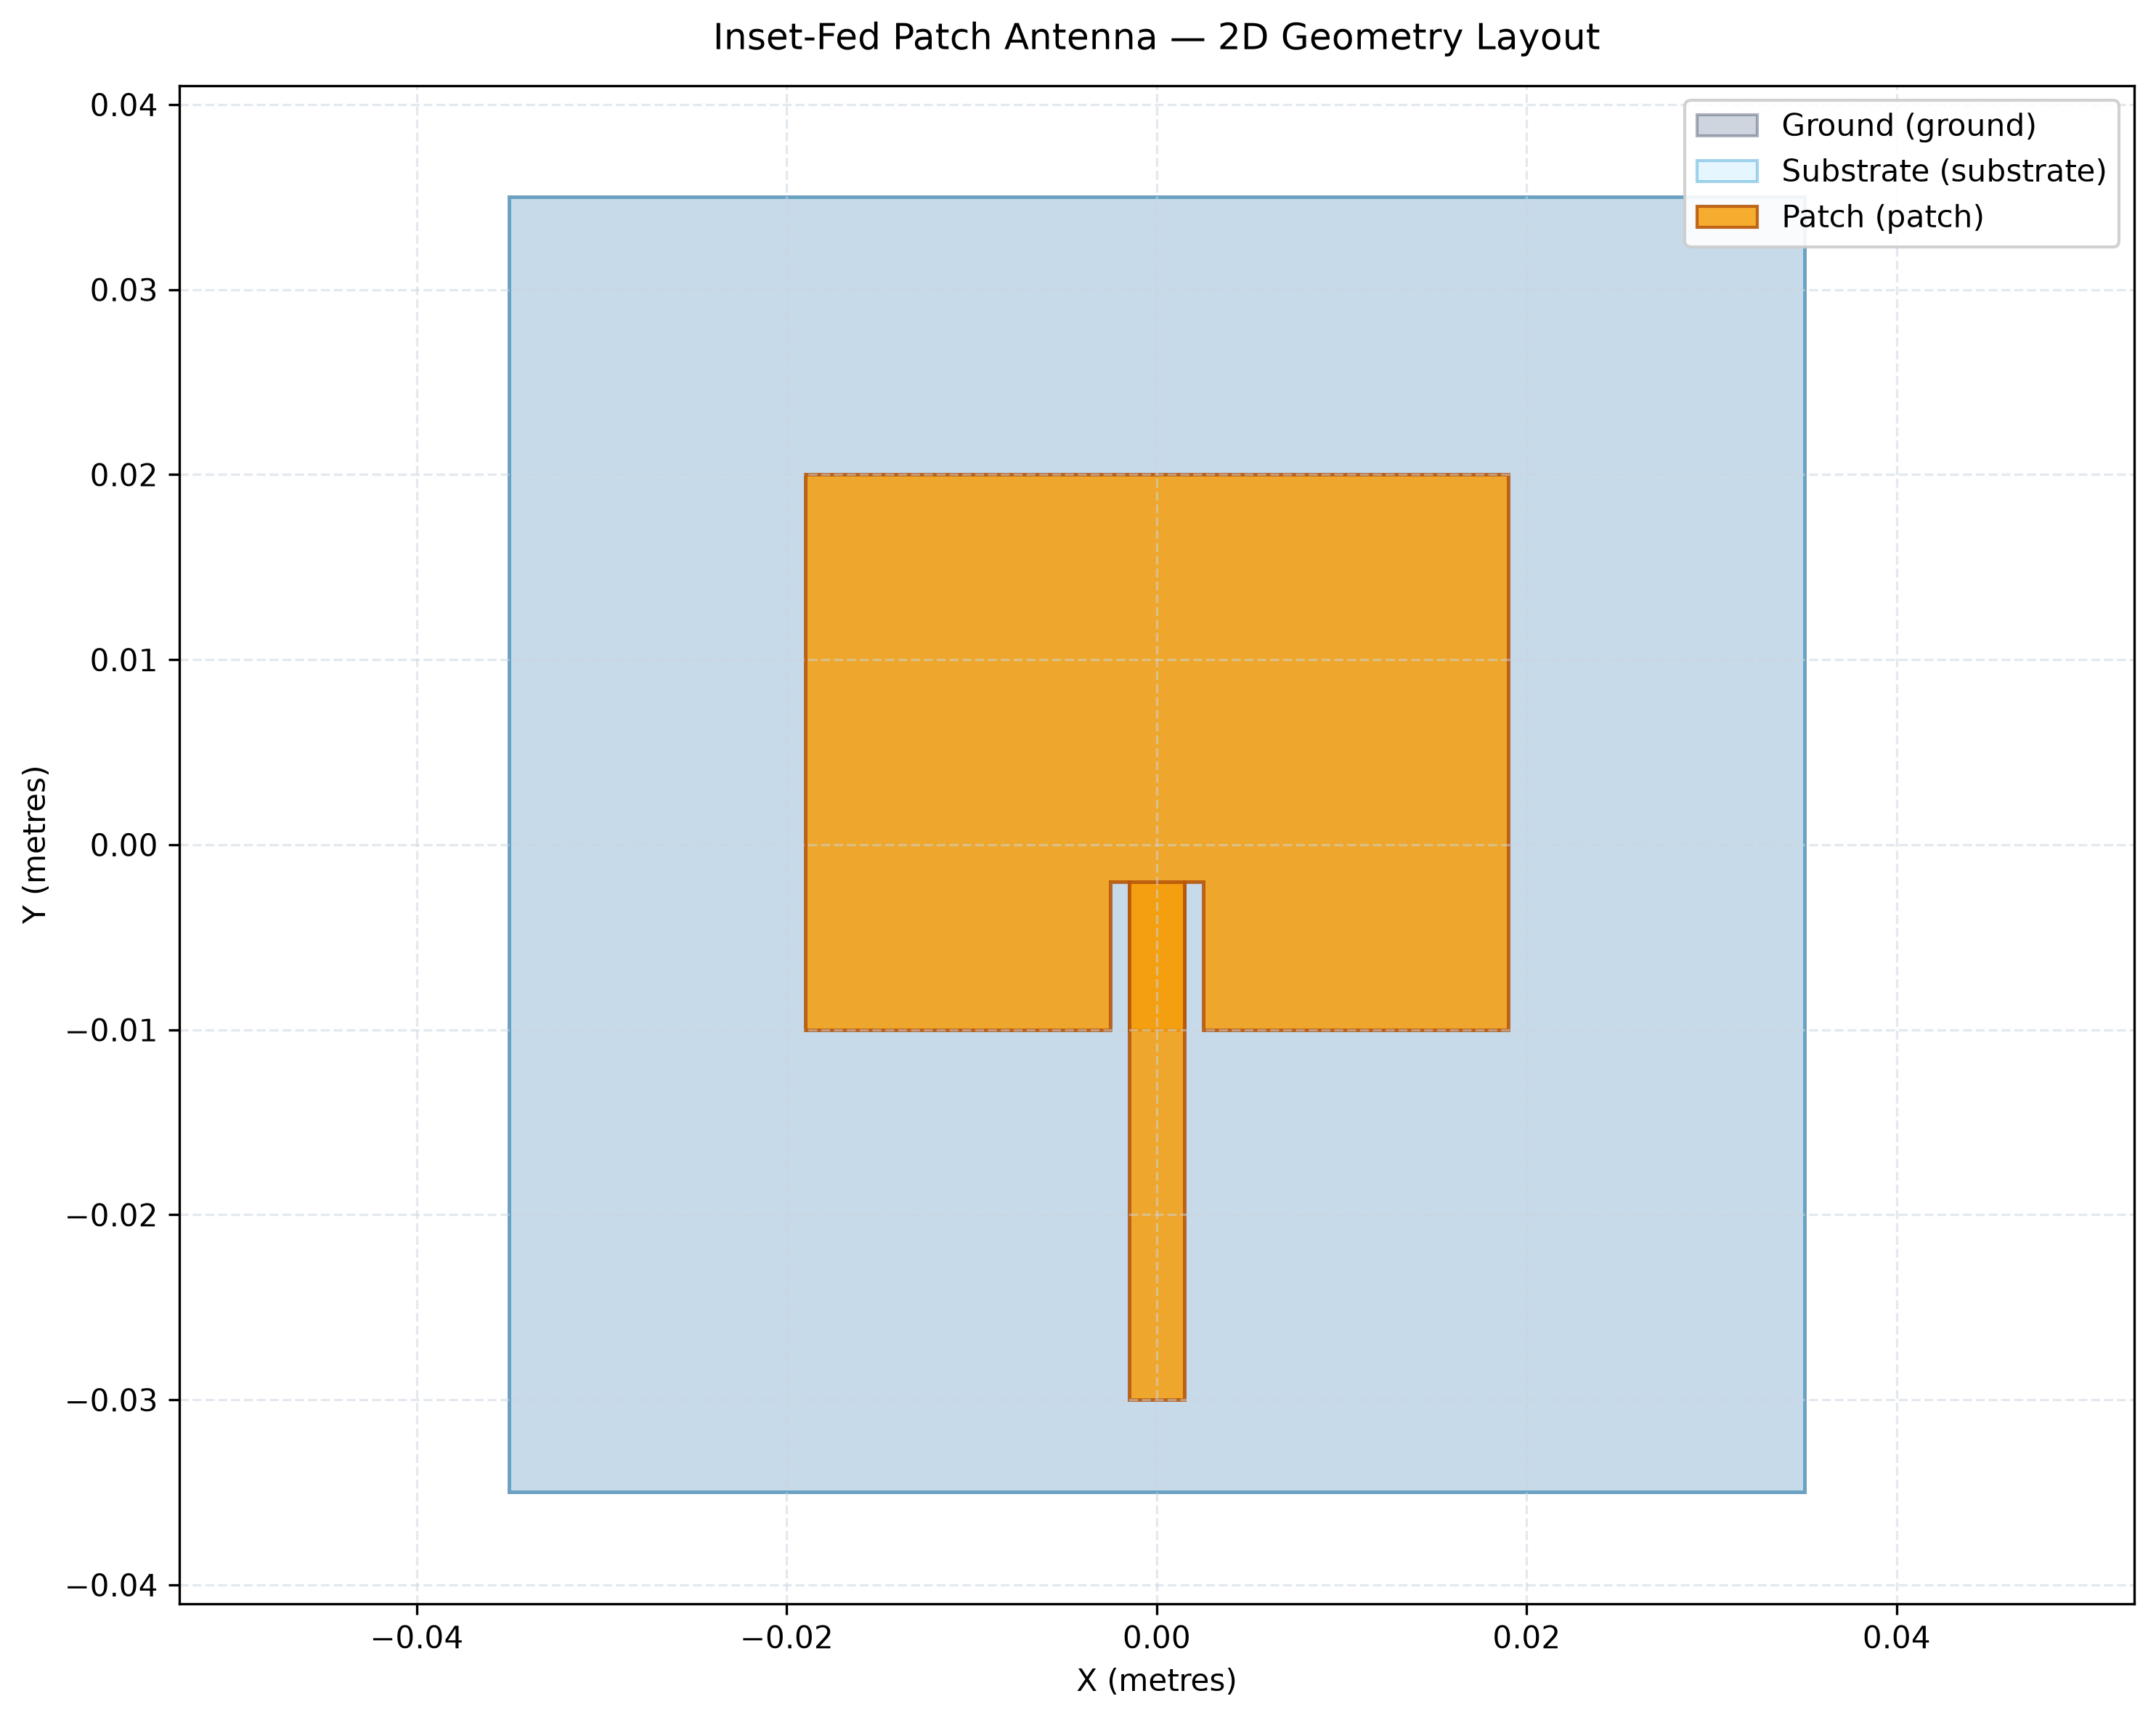 Inset-Fed Patch Antenna — 2D Geometry Layout
Ground (ground)
Substrate (substrate)
Patch (patch)
0.04
0.03
0.02
0.01
0.00
−0.01
−0.02
−0.03
−0.04
Y (metres)
−0.04
−0.02
0.00
0.02
0.04
X (metres)